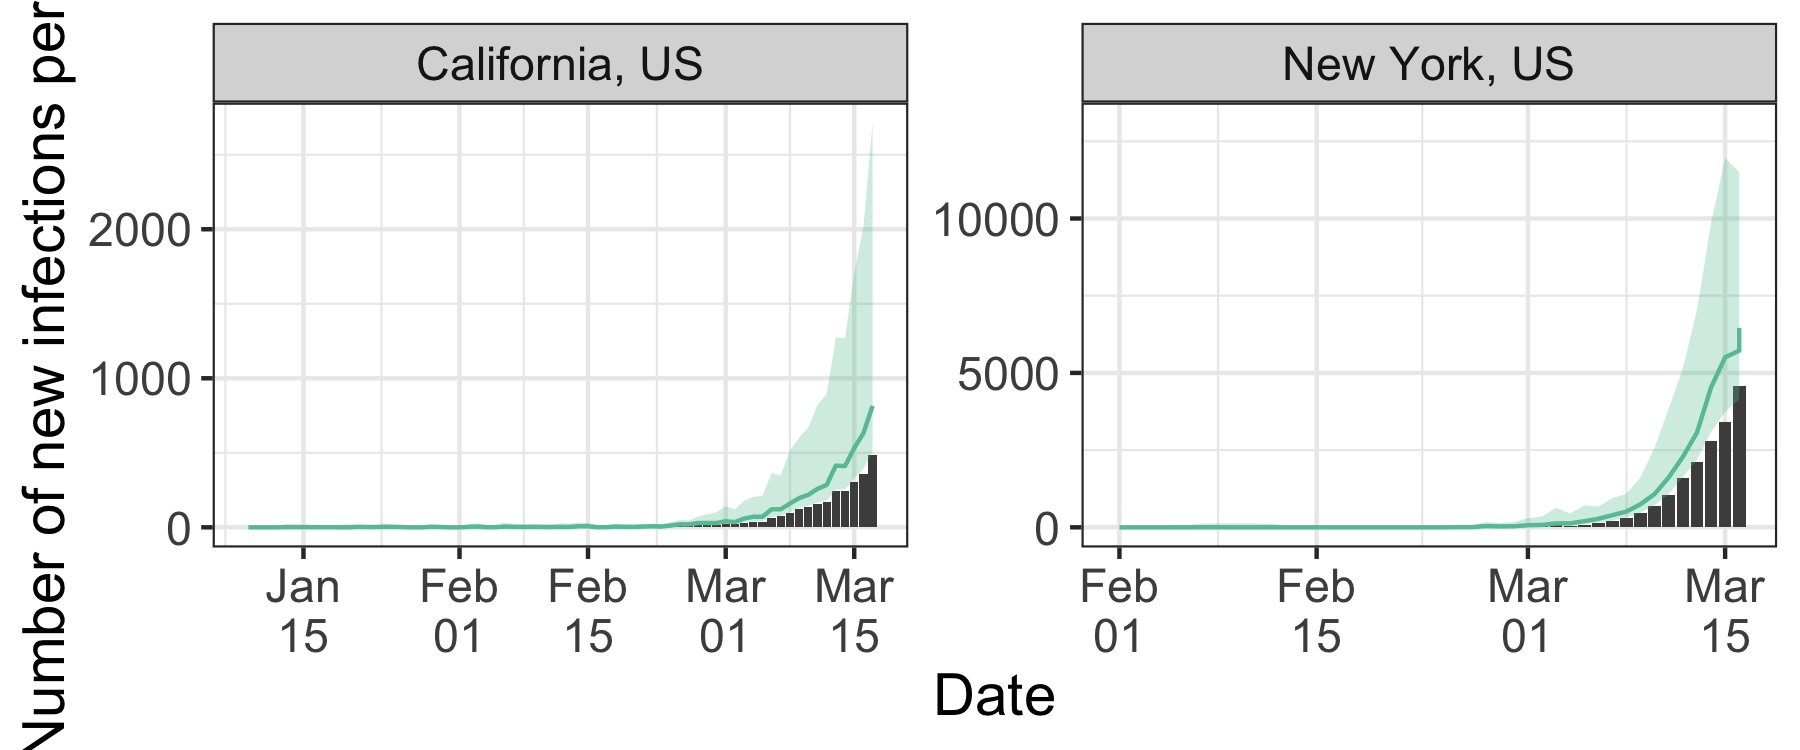 Number of new infections per
California, US
New York, US
2000
1000
0
10000
5000
0
Jan 15
Feb 01
Feb 15
Mar 01
Mar 15
Feb 01
Feb 15
Mar 01
Mar 15
Date